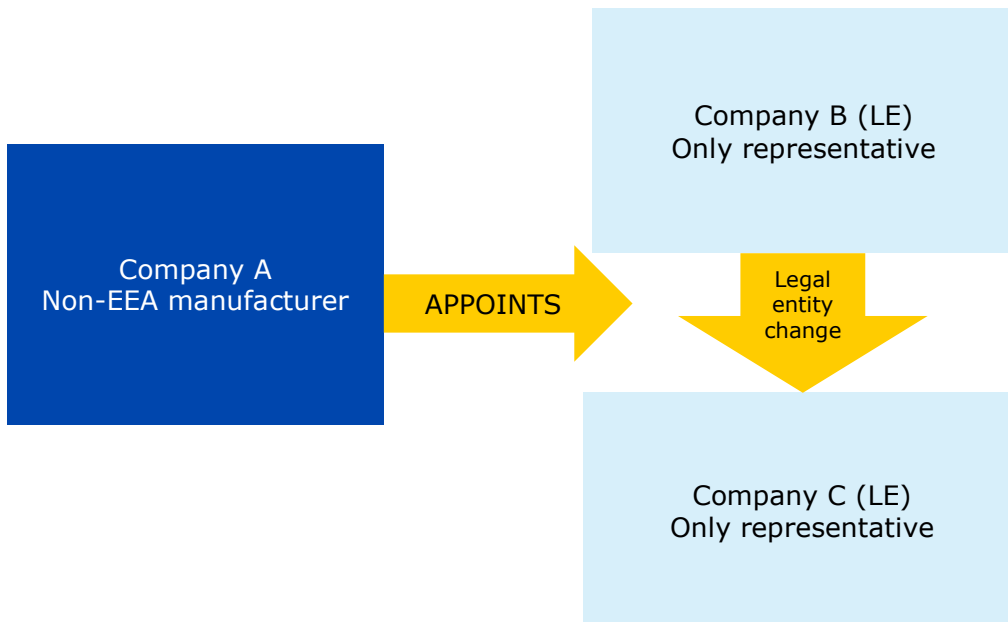 Company A
Non-EEA manufacturer
APPOINTS
Company B (LE)
Only representative
Legal
entity
change
Company C (LE)
Only representative